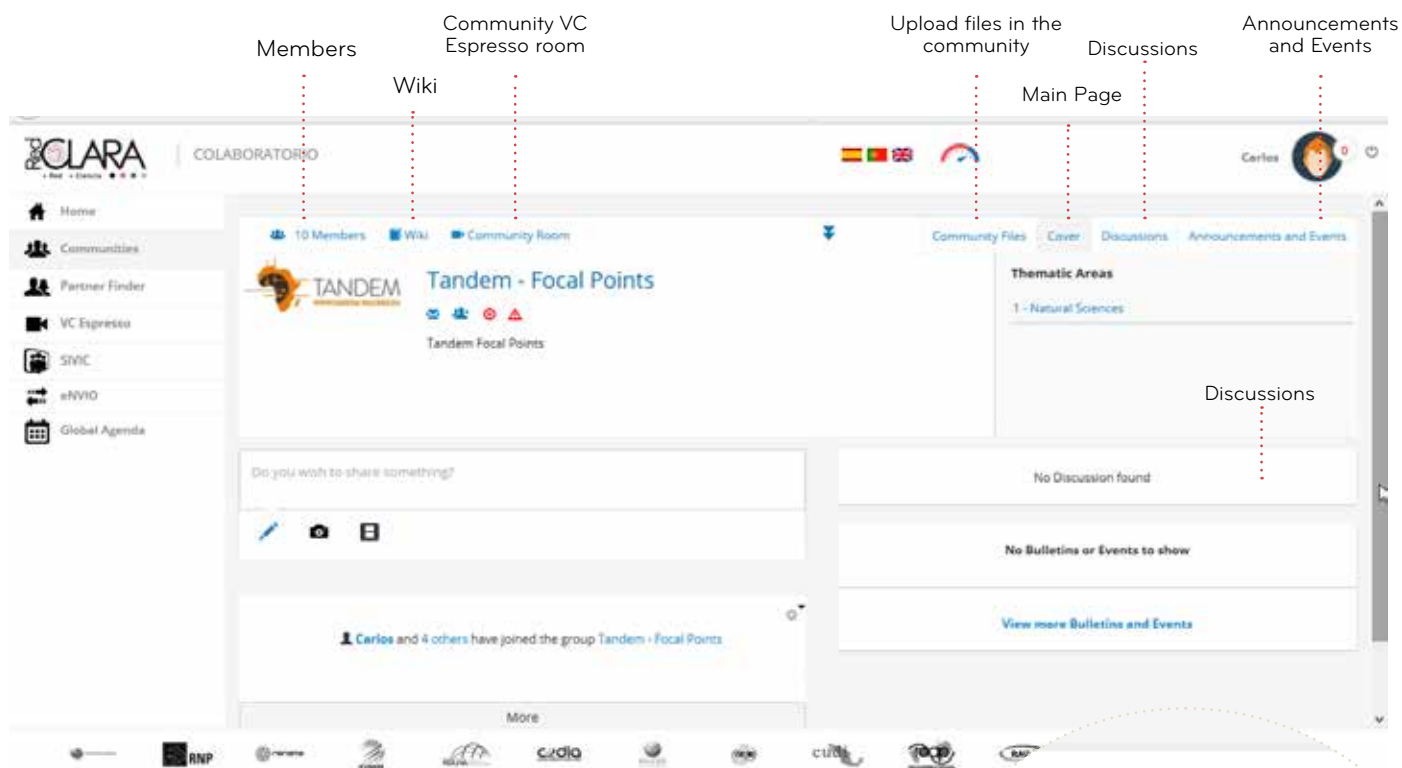 Members
Wiki
Community VC
Espresso room
Upload files in the
community
Main Page
Discussions
Announcements
and Events
Red CLARA
COLABORATORIO
Carlos
0
Home
Communities
Partner Finder
VC Espresso
SIVIC
eNVIO
Global Agenda
10 Members
Wiki
Community Room
Community Files
Cover
Discussions
Announcements and Events
TANDEM
Tandem - Focal Points
Tandem Focal Points
Thematic Areas
1 - Natural Sciences
Discussions
Do you wish to share something?
No Discussion found
No Bulletins or Events to show
View more Bulletins and Events
Carlos and 4 others have joined the group Tandem - Focal Points
More
RNP
cedia
cudi